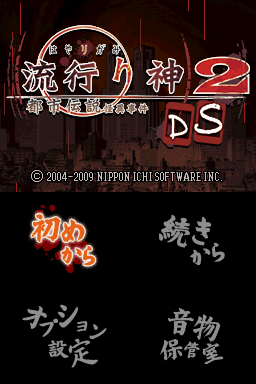 はやりがみ
流行り神2
都市伝説怪異事件
DS
© 2004-2009 NIPPON ICHI SOFTWARE INC.
初め
から
続き
から
オプション
設定
音物
保管室